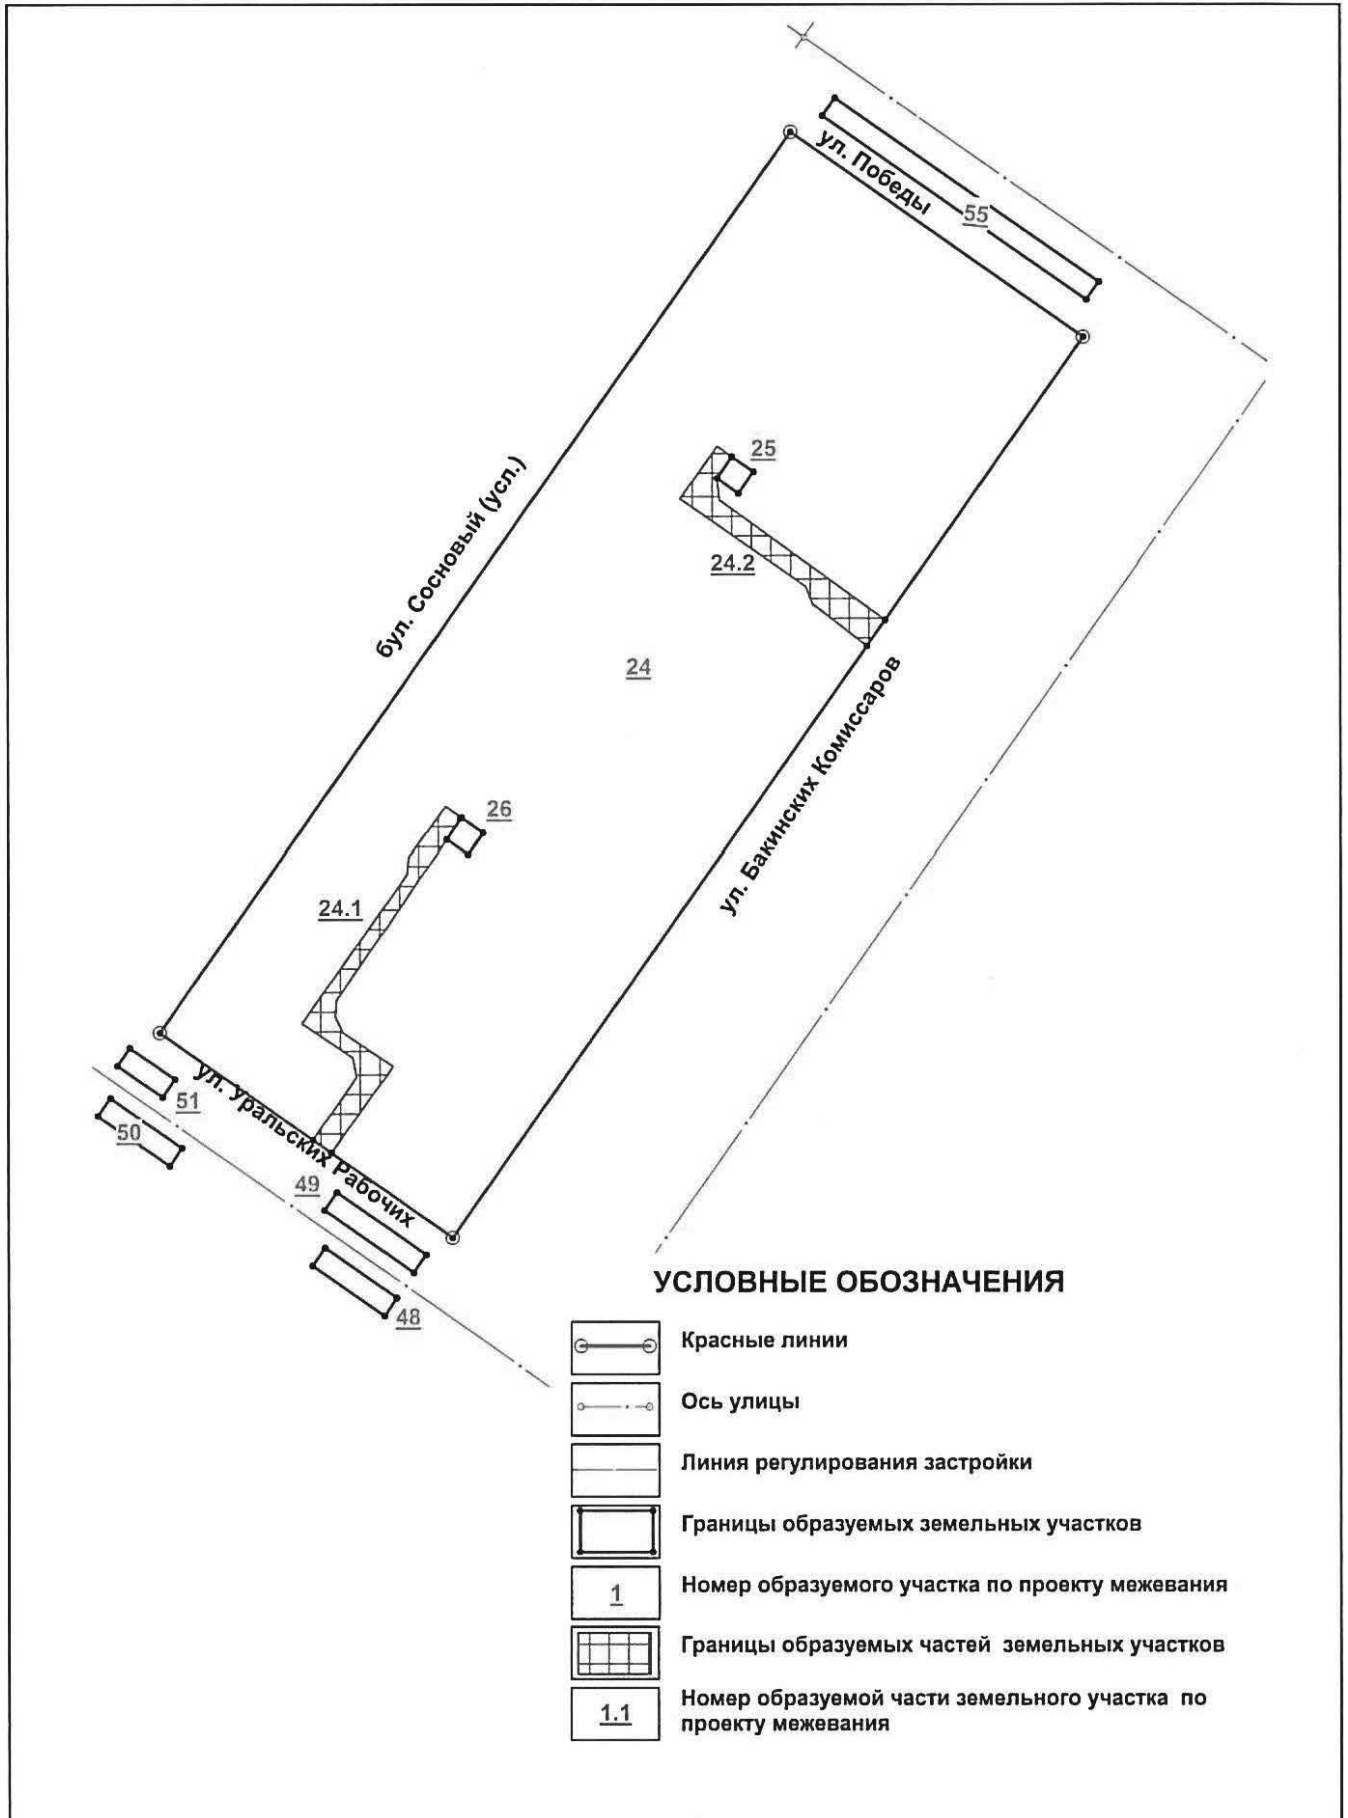 ул. Победы
55
25
бул. Сосновый (усл.)
24.2
24
ул. Бакинских Комиссаров
26
24.1
ул. Уральских Рабочих
51
50
49
48
УСЛОВНЫЕ ОБОЗНАЧЕНИЯ
Красные линии
Ось улицы
Линия регулирования застройки
Границы образуемых земельных участков
1 Номер образуемого участка по проекту межевания
Границы образуемых частей земельных участков
1.1 Номер образуемой части земельного участка по
проекту межевания